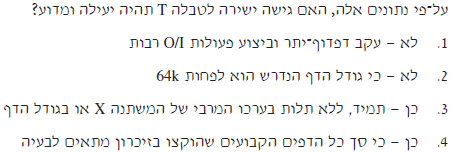 על־פי נתונים אלה, האם גישה ישירה לטבלה T תהיה יעילה ומדוע?
1. לא – עקב דפדוף־יתר וביצוע פעולות I/O רבות
2. לא – כי גודל הדף הנדרש הוא לפחות 64k
3. כן – תמיד, ללא תלות בערכו המרבי של המשתנה X או בגודל הדף
4. כן – כי סך כל הדפים הקבועים שהוקצו בזיכרון מתאים לבעיה